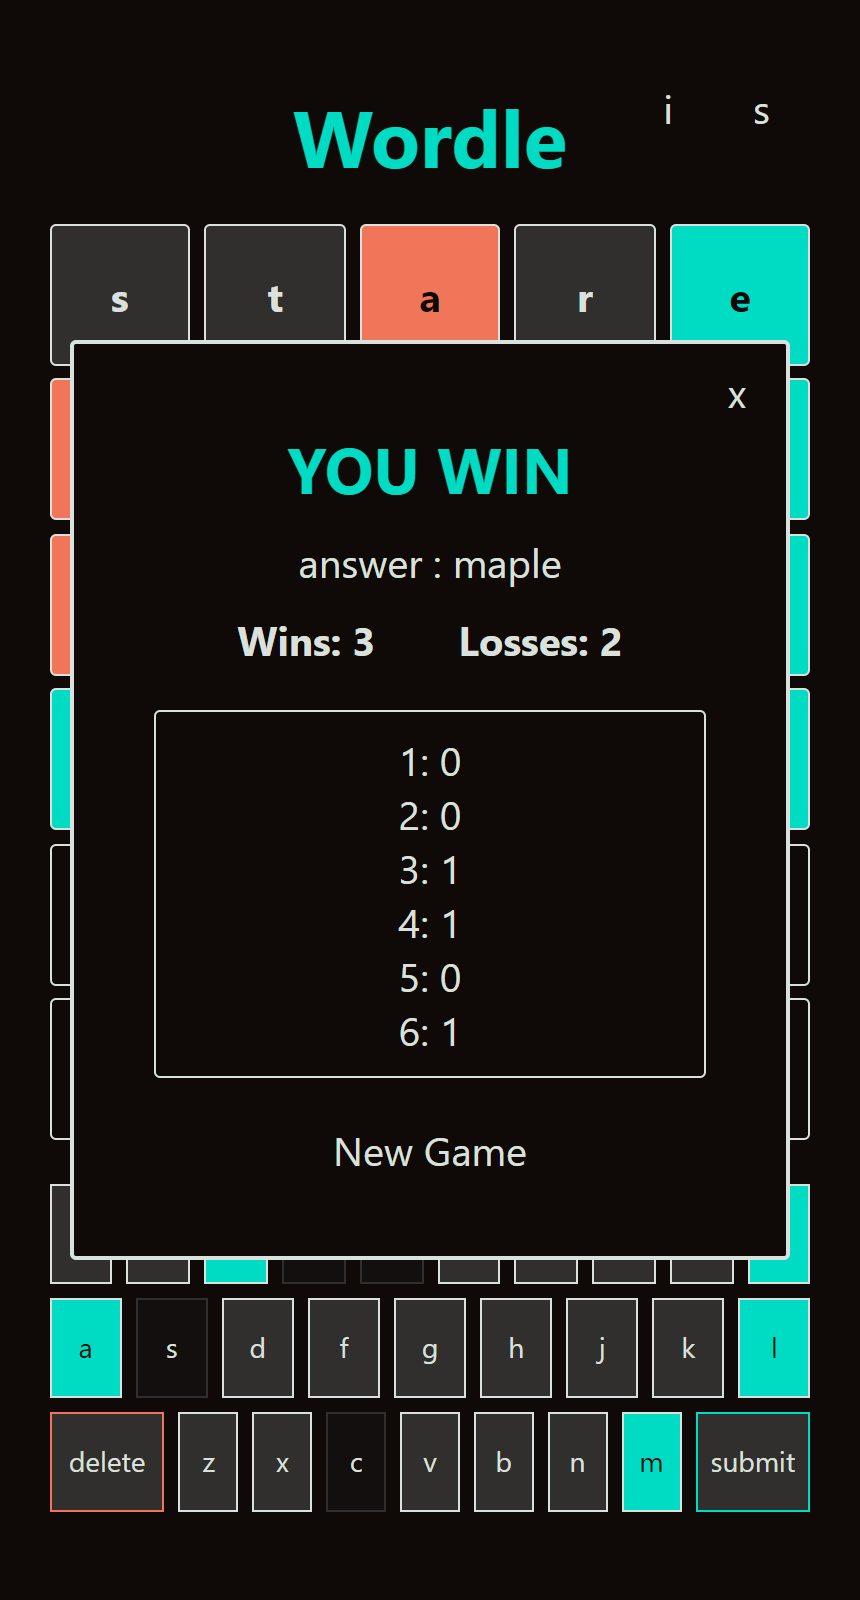 Wordle i s
s t a r e
x
YOU WIN
answer : maple
Wins: 3 Losses: 2
1: 0
2: 0
3: 1
4: 1
5: 0
6: 1
New Game
a s d f g h j k l
delete z x c v b n m submit